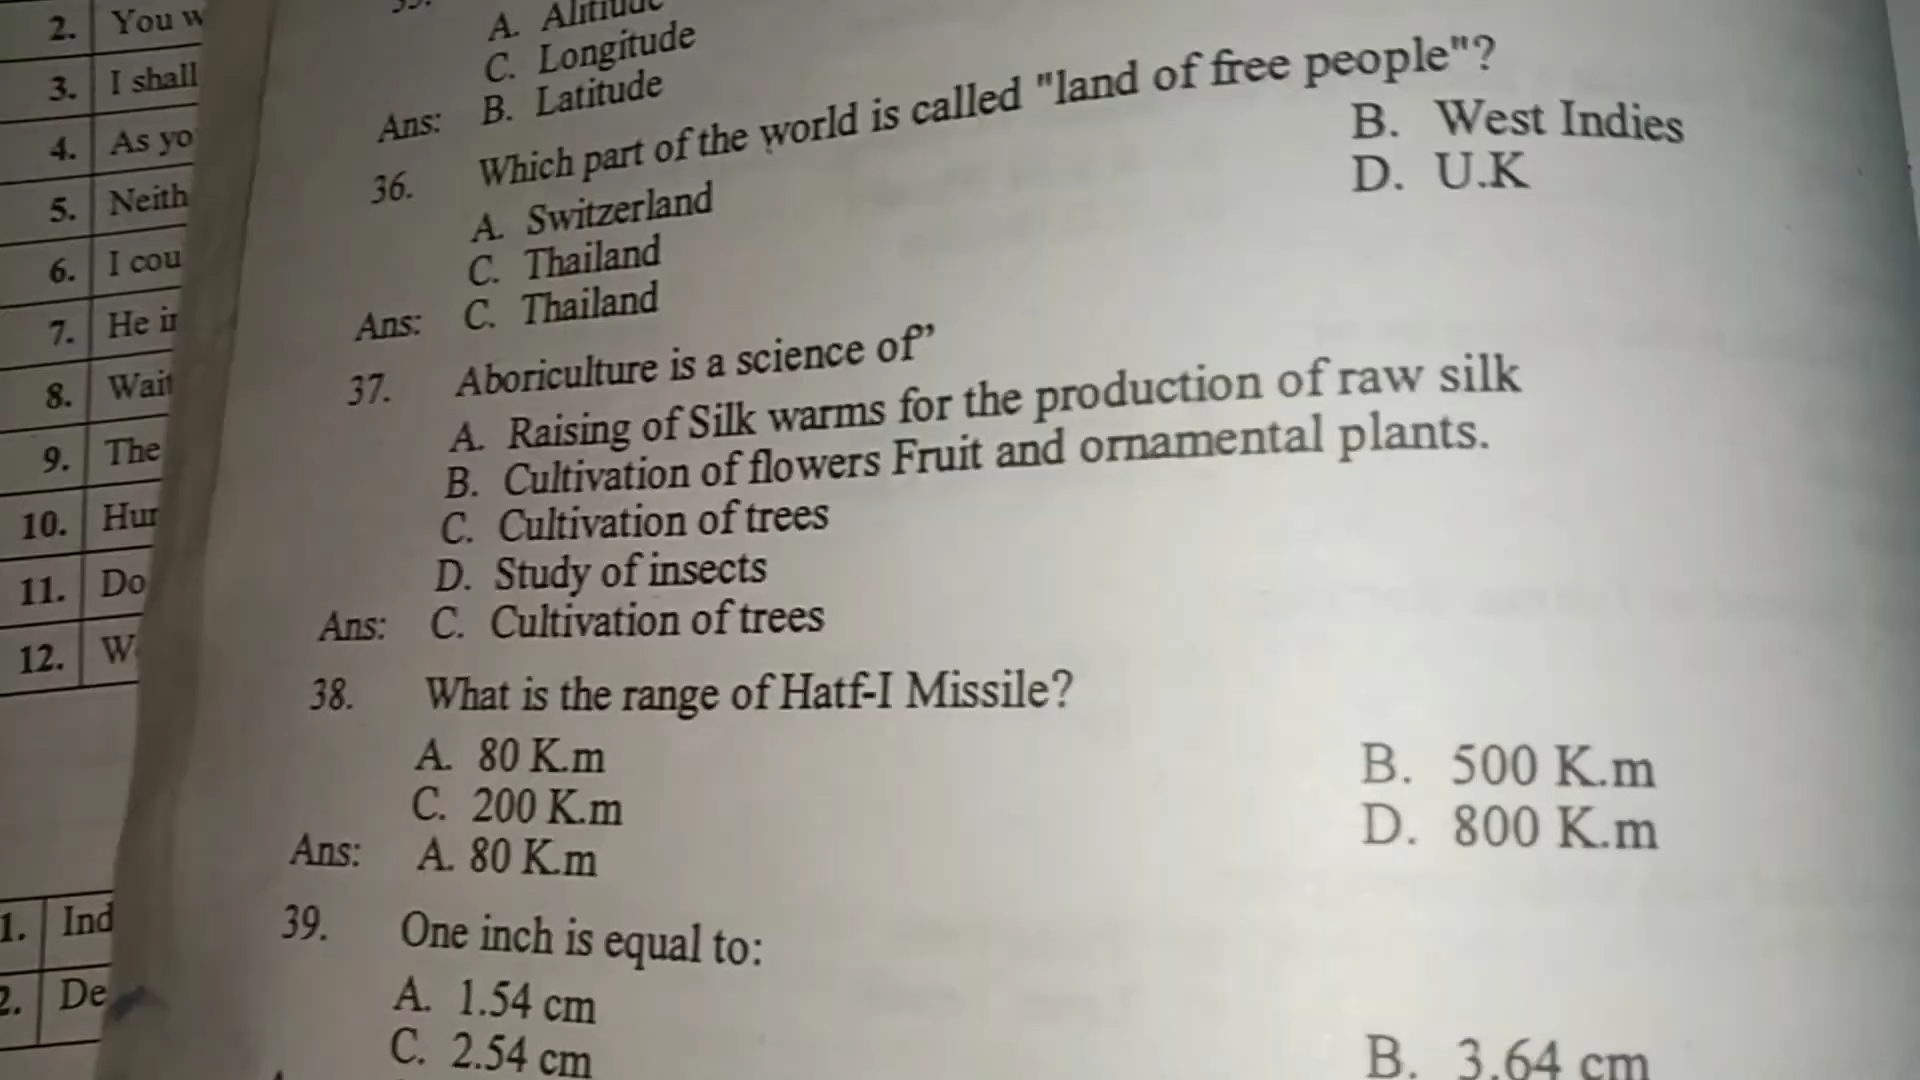 2. You w
3. I shall
4. As yo
5. Neith
6. I cou
7. He in
8. Wait
9. The
10. Hur
11. Do
12. W
1. Ind
2. De
A. Altitude
C. Longitude
Ans: B. Latitude
36. Which part of the world is called "land of free people"?
A. Switzerland B. West Indies
C. Thailand D. U.K
Ans: C. Thailand
37. Aboriculture is a science of”
A. Raising of Silk warms for the production of raw silk
B. Cultivation of flowers Fruit and ornamental plants.
C. Cultivation of trees
D. Study of insects
Ans: C. Cultivation of trees
38. What is the range of Hatf-I Missile?
A. 80 K.m B. 500 K.m
C. 200 K.m D. 800 K.m
Ans: A. 80 K.m
39. One inch is equal to:
A. 1.54 cm B. 3.64 cm
C. 2.54 cm